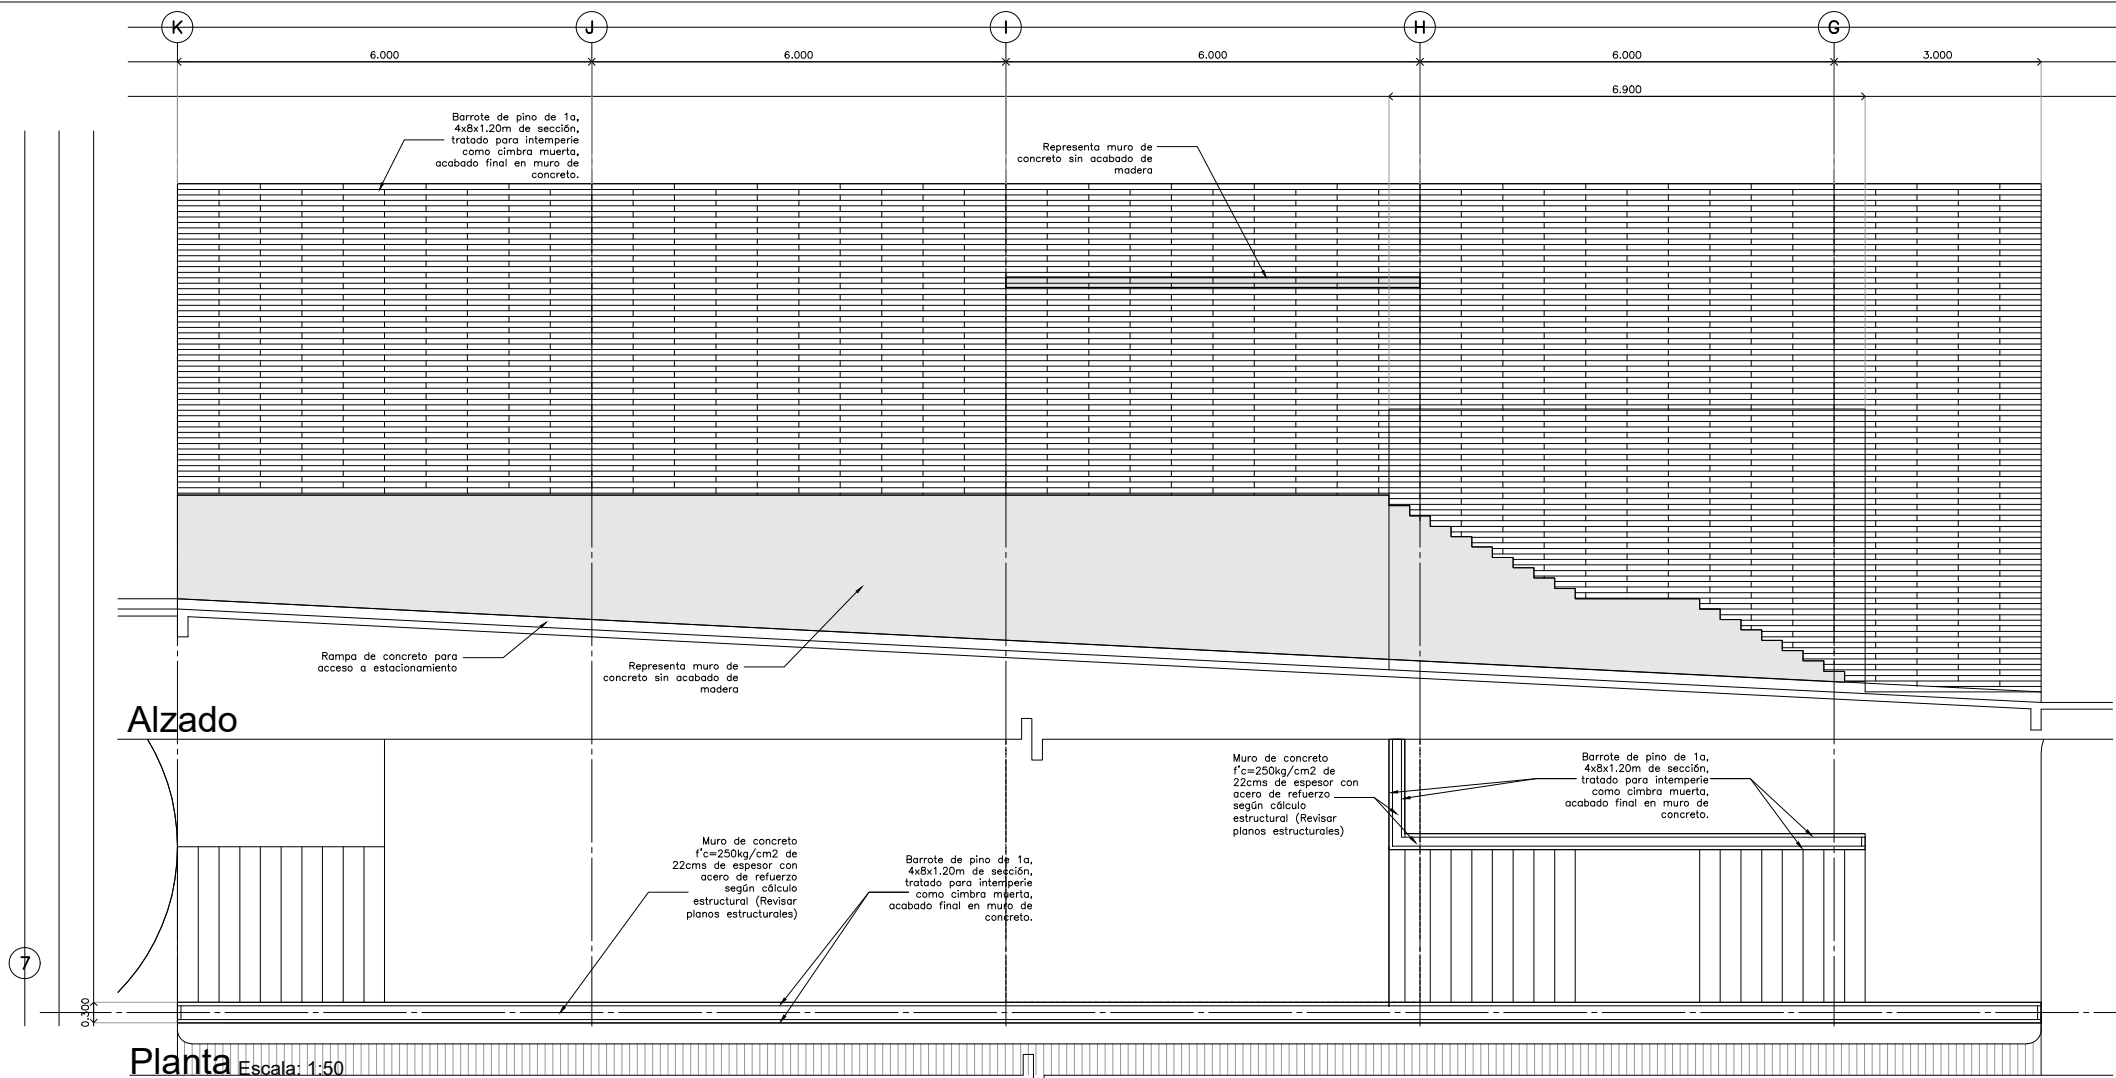 K
J
I
H
G
6.000
6.000
6.000
6.000
3.000
6.900
Barrote de pino de 1a,
4x8x1.20m de sección,
tratado para intemperie
como cimbra muerta,
acabado final en muro de
concreto.
Representa muro de
concreto sin acabado de
madera
Rampa de concreto para
acceso a estacionamiento
Representa muro de
concreto sin acabado de
madera
Alzado
Muro de concreto
f'c=250kg/cm2 de
22cms de espesor con
acero de refuerzo
según cálculo
estructural (Revisar
planos estructurales)
Barrote de pino de 1a,
4x8x1.20m de sección,
tratado para intemperie
como cimbra muerta,
acabado final en muro de
concreto.
Muro de concreto
f'c=250kg/cm2 de
22cms de espesor con
acero de refuerzo
según cálculo
estructural (Revisar
planos estructurales)
Barrote de pino de 1a,
4x8x1.20m de sección,
tratado para intemperie
como cimbra muerta,
acabado final en muro de
concreto.
7
0.300
Planta Escala: 1:50